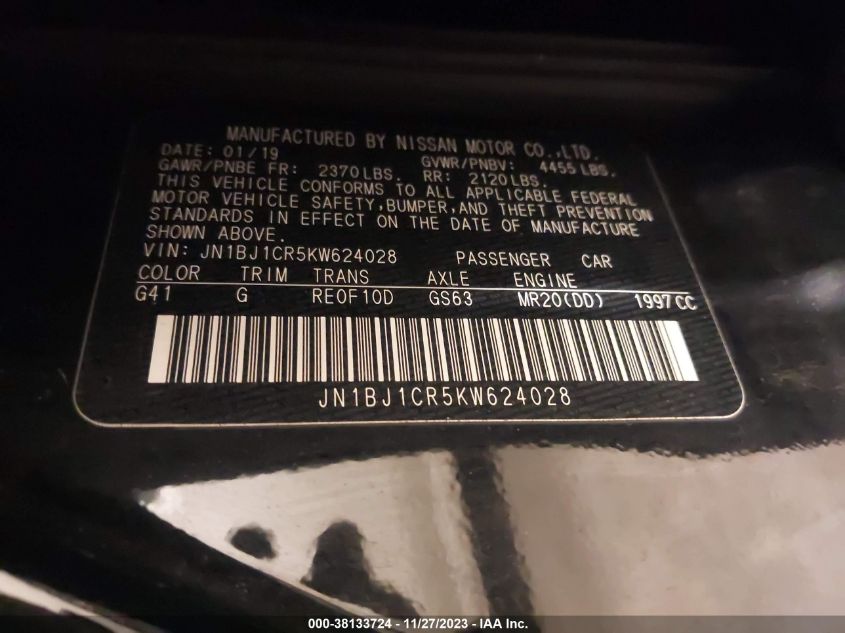 MANUFACTURED BY NISSAN MOTOR CO.,LTD.
DATE: 01/19 GVWR/PNBV: 4455 LBS.
GAWR/PNBE FR: 2370LBS. RR: 2120LBS.
THIS VEHICLE CONFORMS TO ALL APPLICABLE FEDERAL
MOTOR VEHICLE SAFETY,BUMPER,AND THEFT PREVENTION
STANDARDS IN EFFECT ON THE DATE OF MANUFACTURE
SHOWN ABOVE.
VIN: JN1BJ1CR5KW624028 PASSENGER CAR
COLOR TRIM TRANS AXLE ENGINE
G41 G RE0F10D GS63 MR20(DD) 1997CC
JN1BJ1CR5KW624028
000-38133724 - 11/27/2023 - IAA Inc.